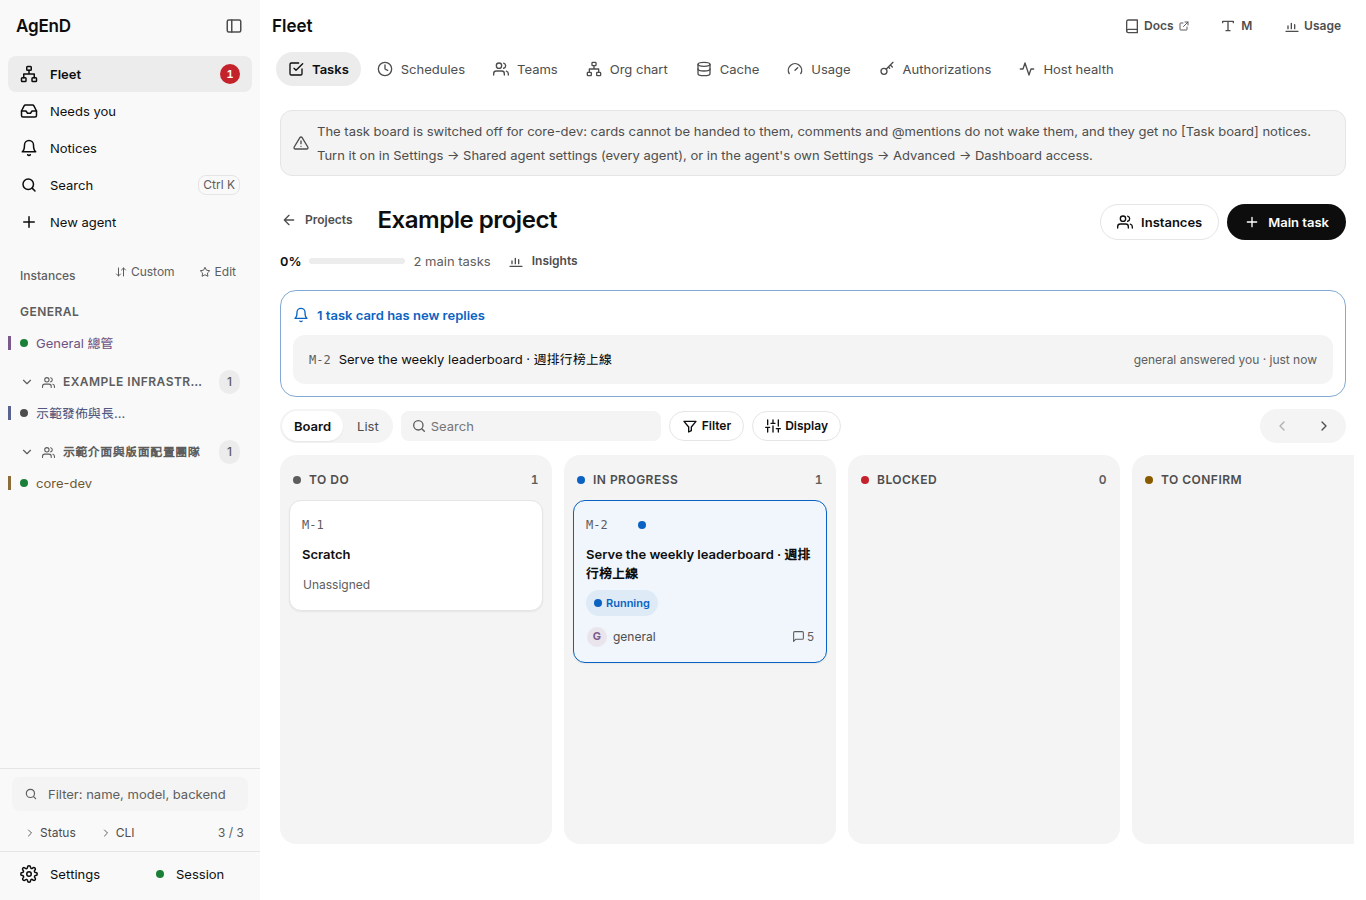 AgEnD
Fleet
1
Needs you
Notices
Search
Ctrl K
New agent
Instances
Custom
Edit
GENERAL
General 總管
EXAMPLE INFRASTR...
1
示範發佈與長...
示範介面與版面配置團隊
1
core-dev
Filter: name, model, backend
Status
CLI
3 / 3
Settings
Session
Fleet
Docs
M
Usage
Tasks
Schedules
Teams
Org chart
Cache
Usage
Authorizations
Host health
The task board is switched off for core-dev: cards cannot be handed to them, comments and @mentions do not wake them, and they get no [Task board] notices.
Turn it on in Settings → Shared agent settings (every agent), or in the agent's own Settings → Advanced → Dashboard access.
Projects
Example project
Instances
Main task
0%
2 main tasks
Insights
1 task card has new replies
M-2 Serve the weekly leaderboard · 週排行榜上線
general answered you · just now
Board
List
Search
Filter
Display
TO DO
1
M-1
Scratch
Unassigned
IN PROGRESS
1
M-2
Serve the weekly leaderboard · 週排
行榜上線
Running
G
general
5
BLOCKED
0
TO CONFIRM